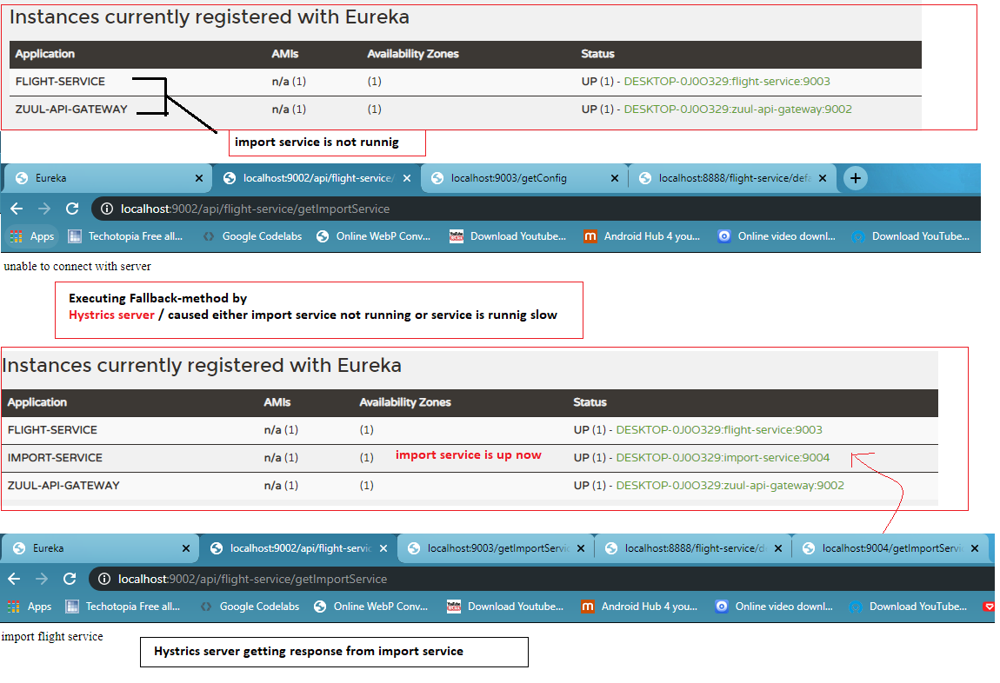 Instances currently registered with Eureka
Application AMIs Availability Zones Status
FLIGHT-SERVICE n/a (1) (1) UP (1) - DESKTOP-0J0O329:flight-service:9003
ZUUL-API-GATEWAY n/a (1) (1) UP (1) - DESKTOP-0J0O329:zuul-api-gateway:9002
import service is not runnig
Eureka localhost:9002/api/flight-service/ localhost:9003/getConfig localhost:8888/flight-service/defa
localhost:9002/api/flight-service/getImportService
Apps Techotopia Free all... Google Codelabs Online WebP Conv... Download Youtube... Android Hub 4 you... Online video downl... Download YouTube...
unable to connect with server
Executing Fallback-method by
Hystrics server / caused either import service not running or service is runnig slow
Instances currently registered with Eureka
Application AMIs Availability Zones Status
FLIGHT-SERVICE n/a (1) (1) UP (1) - DESKTOP-0J0O329:flight-service:9003
IMPORT-SERVICE n/a (1) (1) import service is up now UP (1) - DESKTOP-0J0O329:import-service:9004
ZUUL-API-GATEWAY n/a (1) (1) UP (1) - DESKTOP-0J0O329:zuul-api-gateway:9002
Eureka localhost:9002/api/flight-servic localhost:9003/getImportServic localhost:8888/flight-service/d localhost:9004/getImportServi
localhost:9002/api/flight-service/getImportService
Apps Techotopia Free all... Google Codelabs Online WebP Conv... Download Youtube... Android Hub 4 you... Online video downl... Download YouTube...
import flight service
Hystrics server getting response from import service